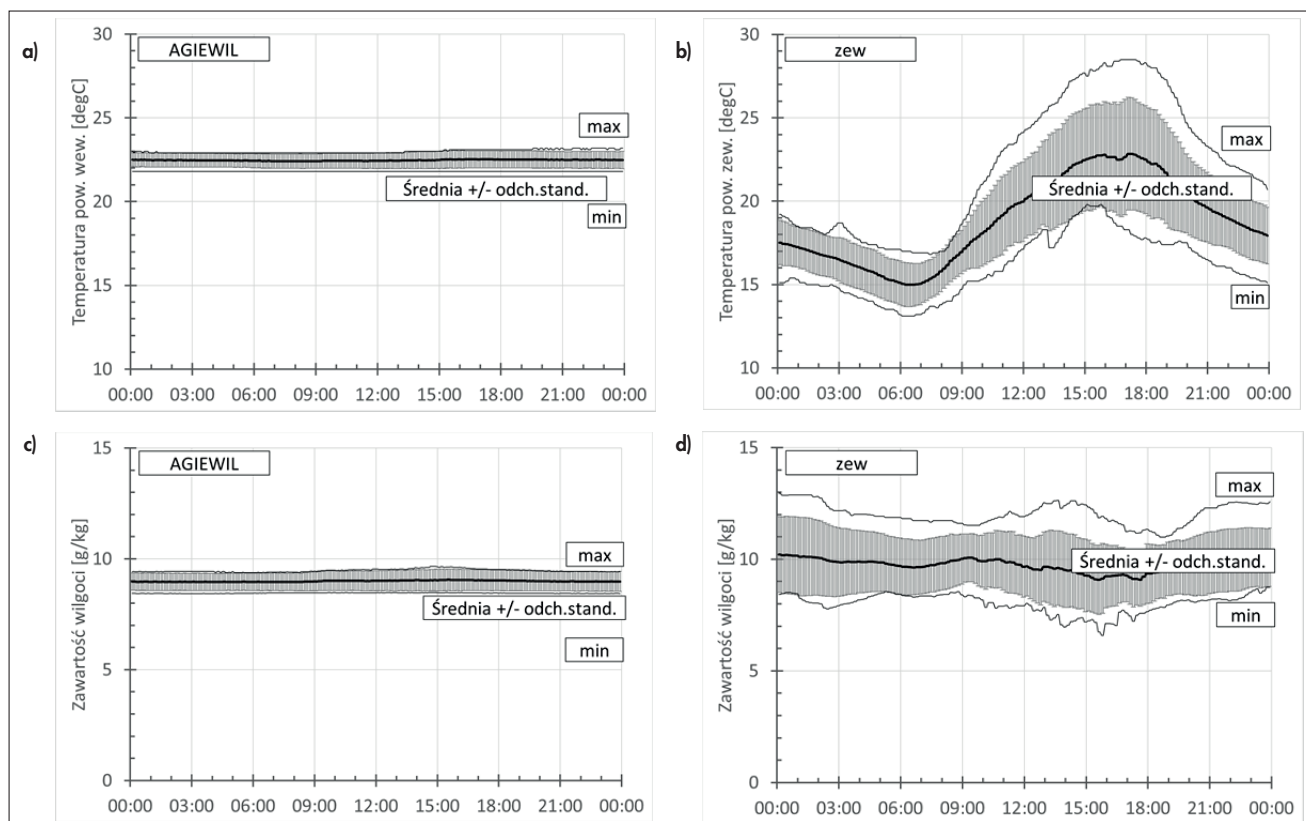 a)
AGIEWIL
Temperatura pow. wew. [degC]
30
25
20
15
10
max
Średnia +/- odch.stand.
min
00:00 03:00 06:00 09:00 12:00 15:00 18:00 21:00 00:00
b)
zew
Temperatura pow. zew. [degC]
30
25
20
15
10
max
Średnia +/- odch.stand.
min
00:00 03:00 06:00 09:00 12:00 15:00 18:00 21:00 00:00
c)
AGIEWIL
Zawartość wilgoci [g/kg]
15
10
5
0
max
Średnia +/- odch.stand.
min
00:00 03:00 06:00 09:00 12:00 15:00 18:00 21:00 00:00
d)
zew
Zawartość wilgoci [g/kg]
15
10
5
0
max
Średnia +/- odch.stand.
min
00:00 03:00 06:00 09:00 12:00 15:00 18:00 21:00 00:00